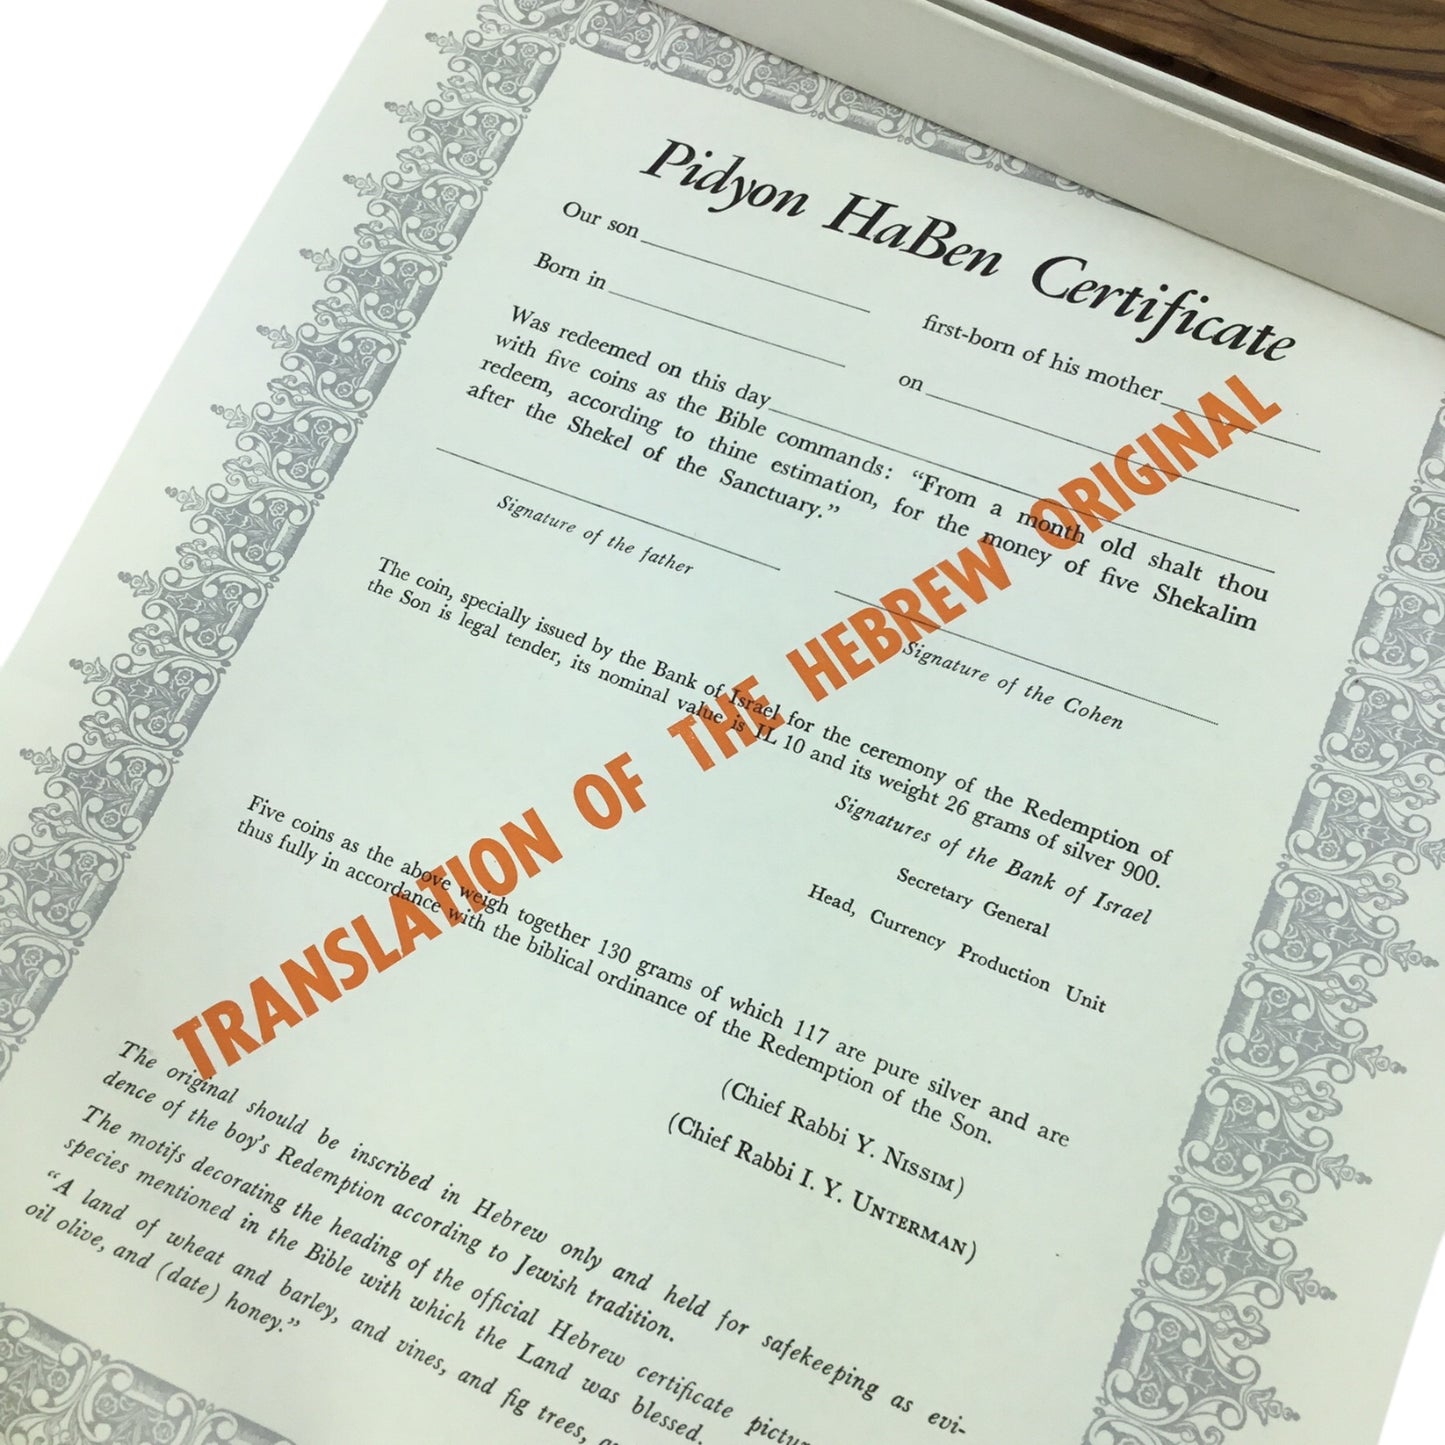 Pidyon HaBen Certificate
Our son first-born of his mother
Born in on
Was redeemed on this day
with five coins as the Bible commands: “From a month old shalt thou
redeem, according to thine estimation, for the money of five Shekalim
after the Shekel of the Sanctuary.”
Signature of the father
Signature of the Cohen
The coin, specially issued by the Bank of Israel for the ceremony of the Redemption of
the Son is legal tender, its nominal value is IL 10 and its weight 26 grams of silver 900.
Signatures of the Bank of Israel
Secretary General
Head, Currency Production Unit
Five coins as the above weigh together 130 grams of which 117 are pure silver and are
thus fully in accordance with the biblical ordinance of the Redemption of the Son.
(Chief Rabbi Y. Nissim)
(Chief Rabbi I. Y. Unterman)
The original should be inscribed in Hebrew only and held for safekeeping as evi-
dence of the boy’s Redemption according to Jewish tradition.
The motifs decorating the heading of the official Hebrew certificate
species mentioned in the Bible with which the Land was blessed.
“A land of wheat and barley, and vines, and fig trees,
oil olive, and (date) honey.”
TRANSLATION OF THE HEBREW ORIGINAL